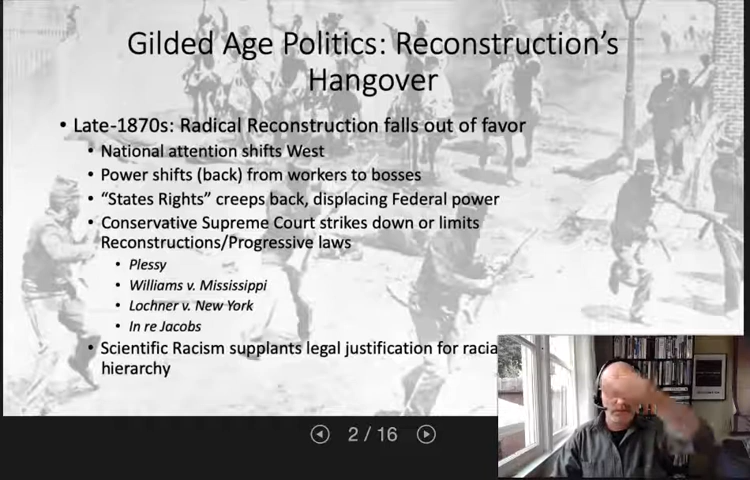 Gilded Age Politics: Reconstruction's
Hangover
• Late-1870s: Radical Reconstruction falls out of favor
• National attention shifts West
• Power shifts (back) from workers to bosses
• “States Rights” creeps back, displacing Federal power
• Conservative Supreme Court strikes down or limits
Reconstructions/Progressive laws
• Plessy
• Williams v. Mississippi
• Lochner v. New York
• In re Jacobs
• Scientific Racism supplants legal justification for racia
hierarchy
2 / 16